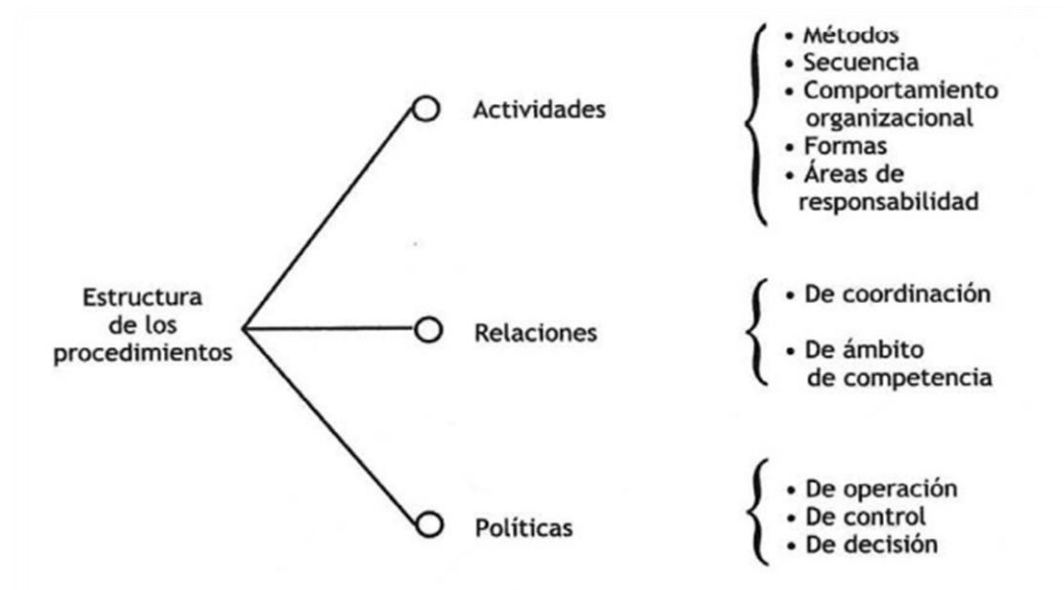 Estructura
de los
procedimientos
Actividades
• Métodos
• Secuencia
• Comportamiento
organizacional
• Formas
• Áreas de
responsabilidad
Relaciones
• De coordinación
• De ámbito
de competencia
Políticas
• De operación
• De control
• De decisión